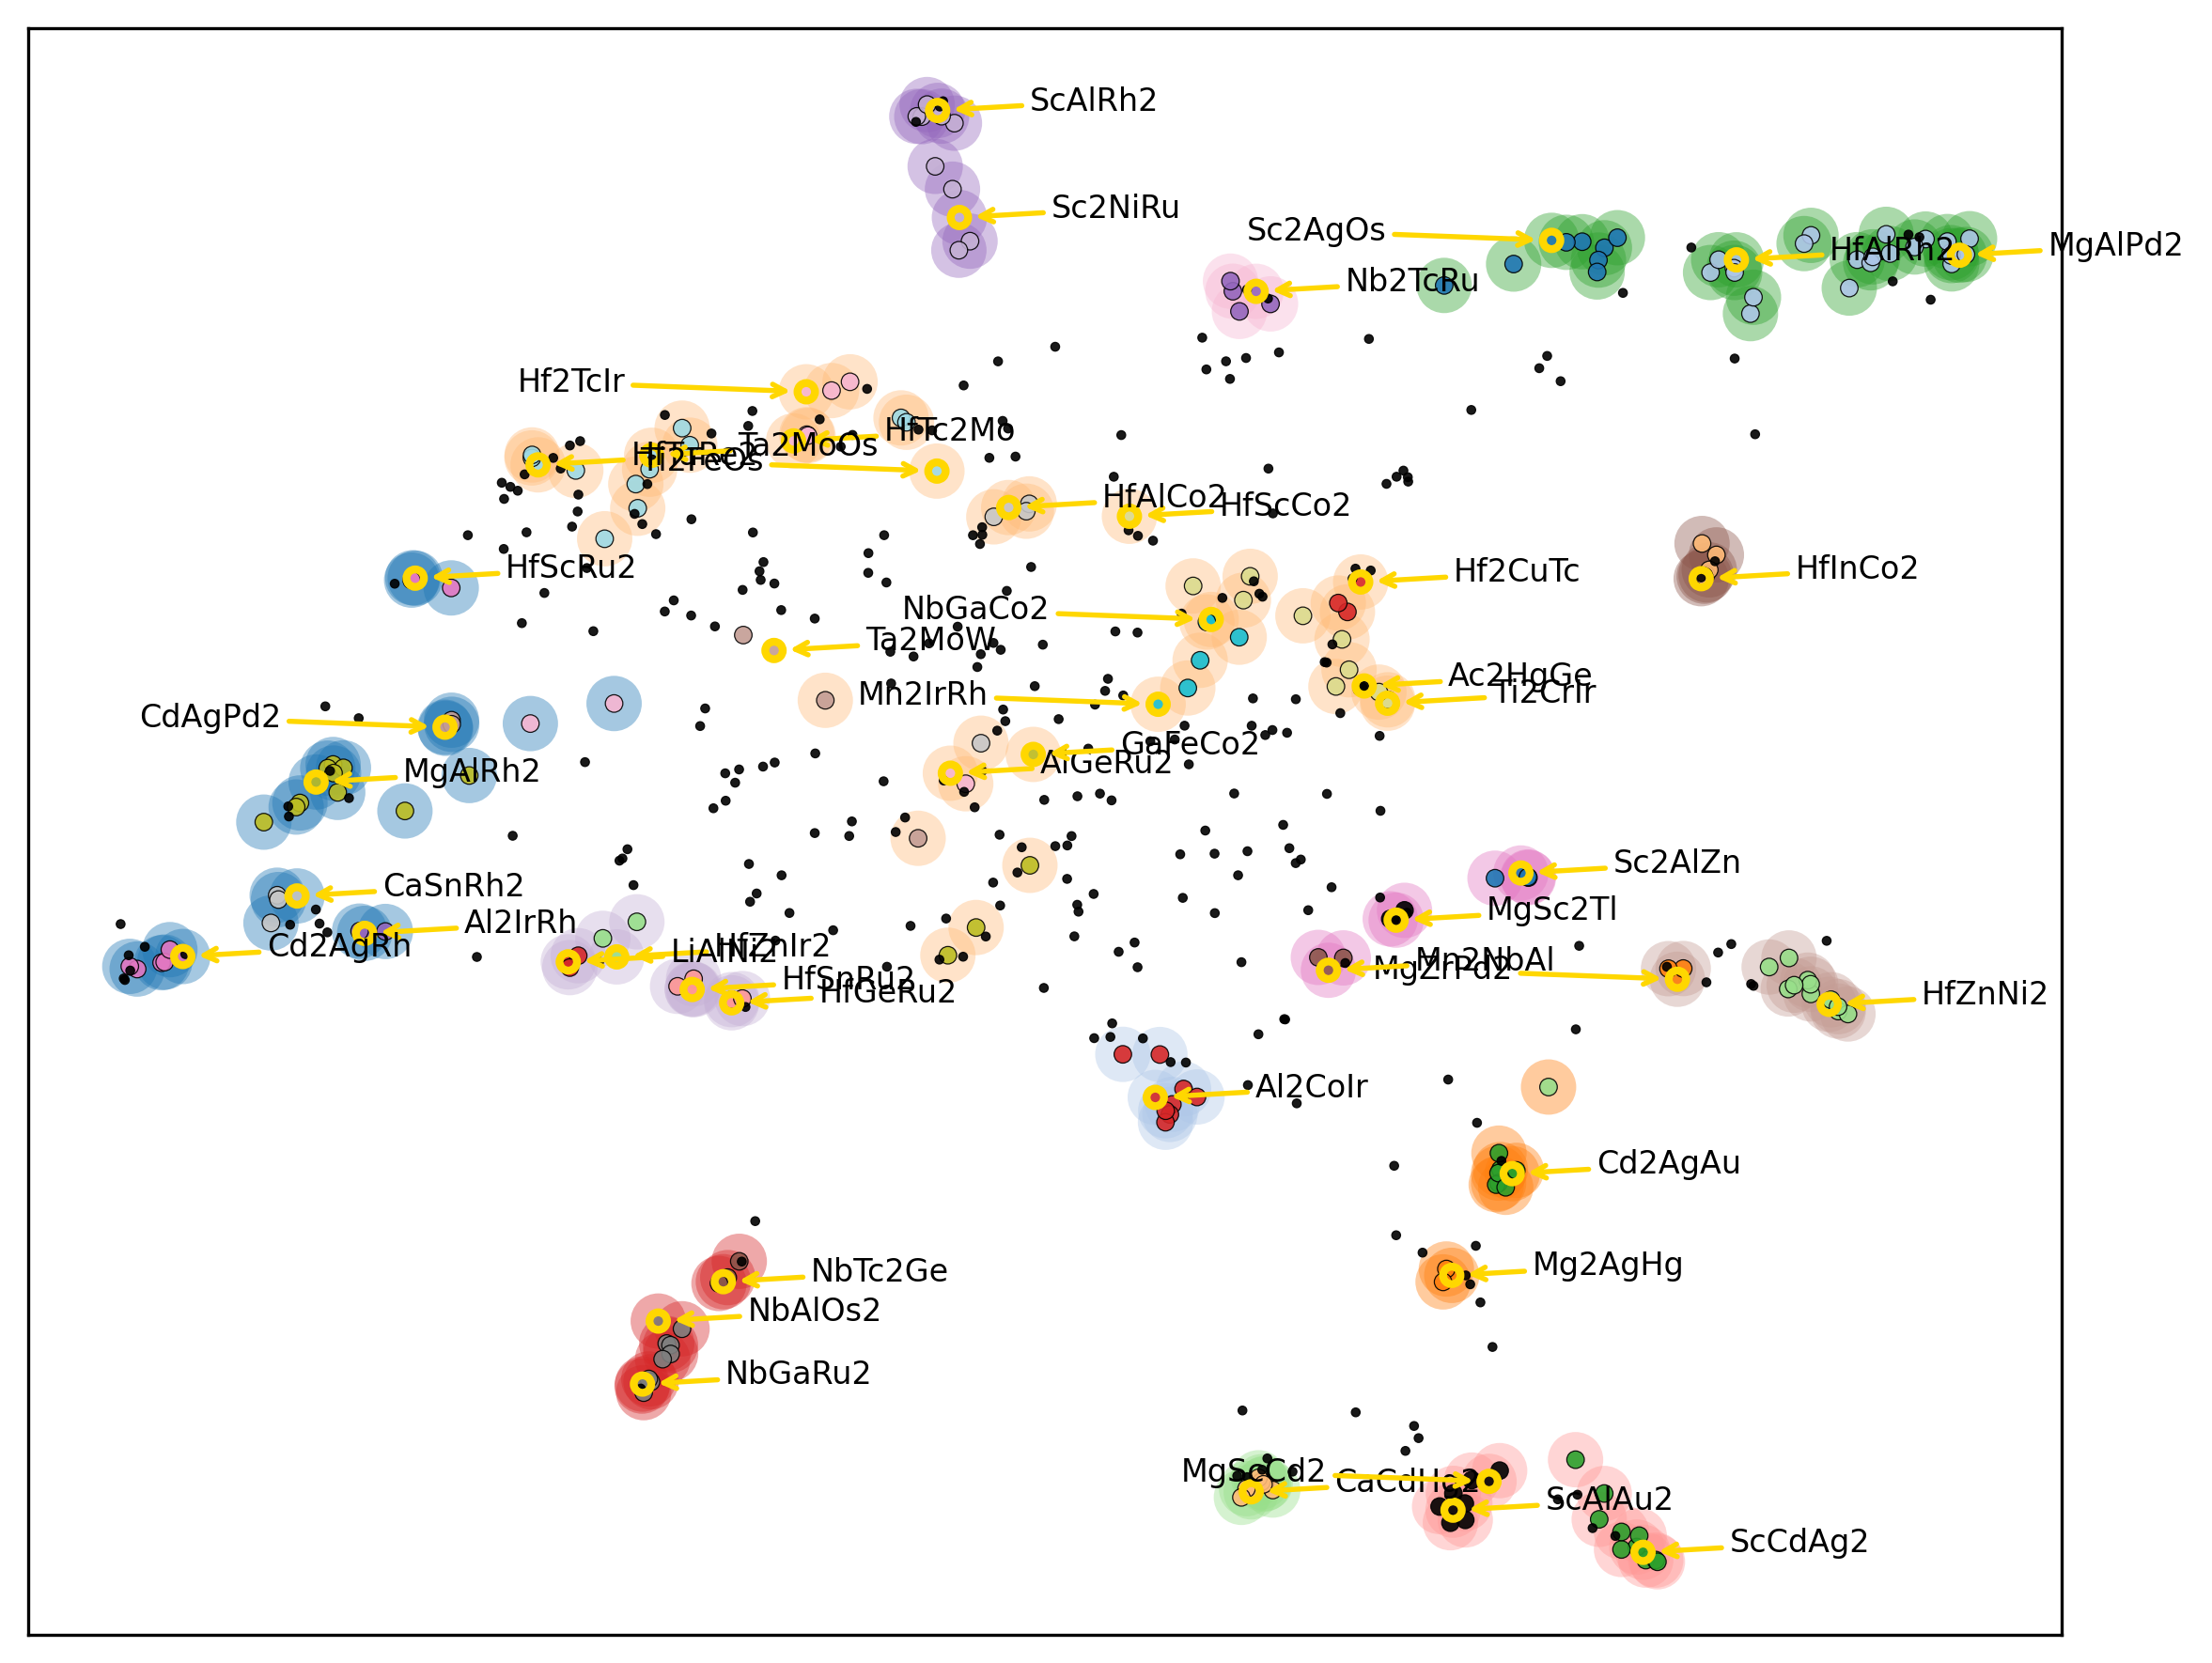 ScAlRh2
Sc2NiRu
Sc2AgOs
HfAlRh2
MgAlPd2
Nb2TcRu
Hf2TcIr
HfTc2Mo
Ta2MoOs
Ti2FeOs
HfAlCo2
HfScCo2
HfScRu2
Hf2CuTc
HfInCo2
NbGaCo2
Ta2MoW
Ac2HgGe
Mn2IrRh
Ti2CrIr
CdAgPd2
GaFeCo2
AlGeRu2
MgAlRh2
Sc2AlZn
CaSnRh2
MgSc2Tl
Al2IrRh
Cd2AgRh
LiAlNi2
HfZnIr2
Mn2NbAl
MgZnPd2
HfSnRu2
HfGeRu2
HfZnNi2
Al2CoIr
Cd2AgAu
Mg2AgHg
NbTc2Ge
NbAlOs2
NbGaRu2
MgScCd2
ScAlAu2
ScCdAg2